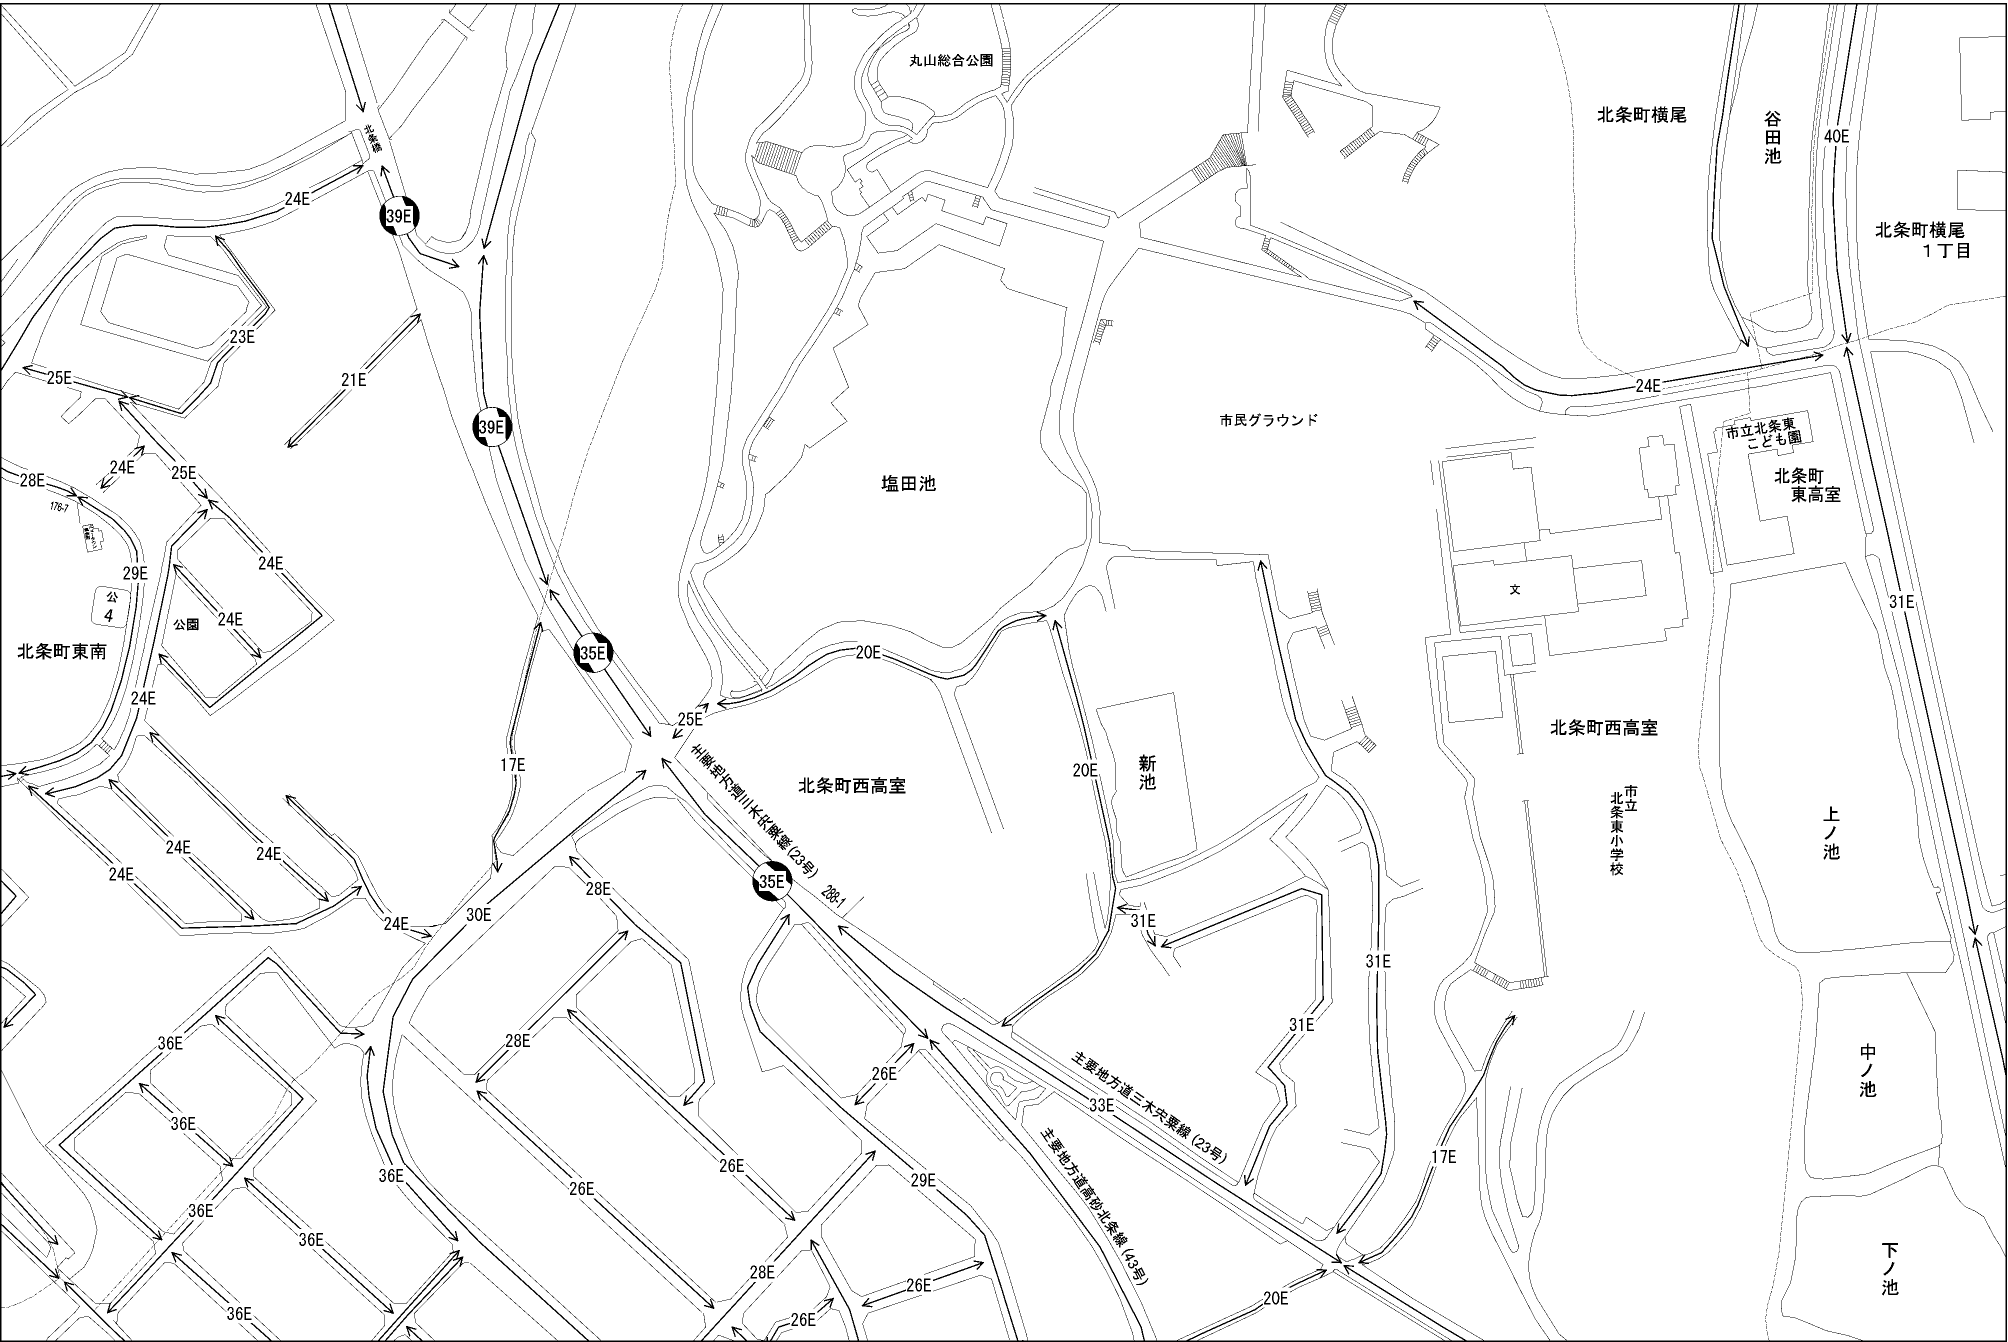 丸山総合公園
北条町横尾
谷田池
40E
北条橋
24E
39E
北条町横尾
1丁目
23E
25E
21E
24E
39E
市民グラウンド
市立北条東
こども園
28E
24E
25E
塩田池
北条町
東高室
176-7
24E
29E
公
4
24E
公園
文
31E
北条町東南
35E
20E
24E
25E
17E
主要地方道三木宍粟線(23号)
北条町西高室
20E
新池
北条町西高室
市立
北条東小学校
上ノ池
24E
24E
24E
35E
288-1
28E
30E
24E
31E
31E
36E
28E
26E
31E
中ノ池
主要地方道三木宍粟線(23号)
33E
36E
36E
26E
29E
主要地方道高砂北条線(43号)
17E
26E
36E
36E
28E
26E
26E
20E
36E
下ノ池